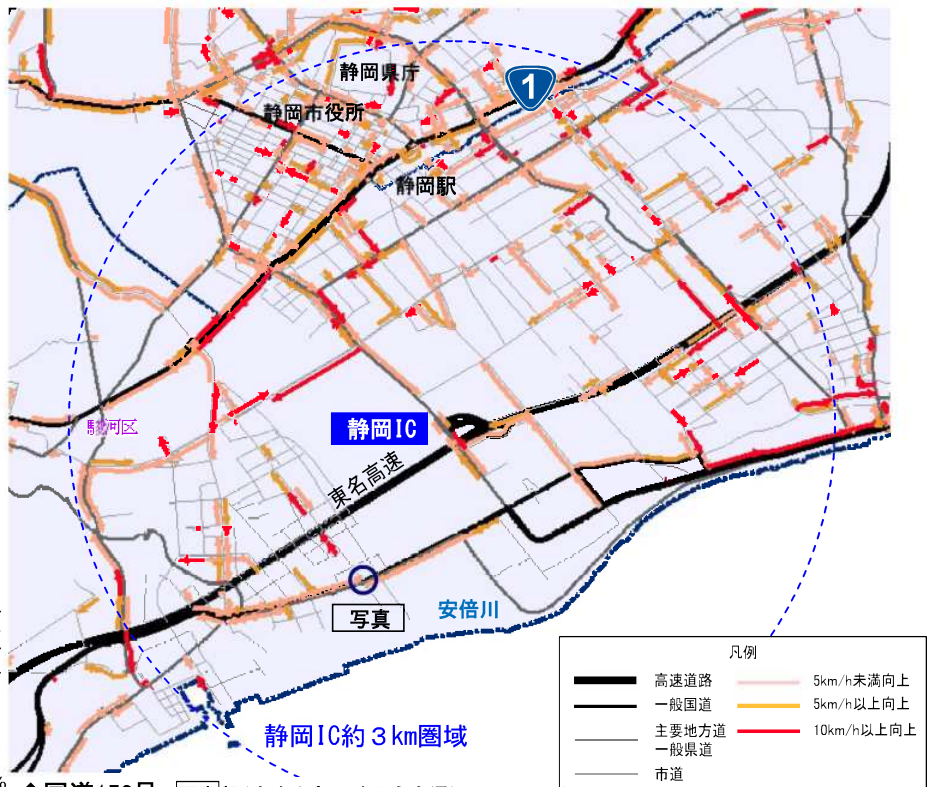 静岡県庁
1
静岡市役所
静岡駅
駿河区
静岡IC
東名高速
写真
安倍川
静岡IC約3km圏域
凡例
高速道路
一般国道
主要地方道
一般県道
市道
5km/h未満向上
5km/h以上向上
10km/h以上向上